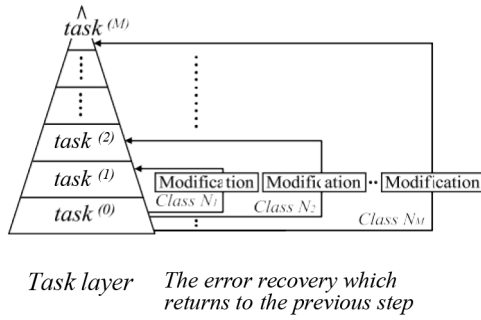 task (M)
task (2)
task (1)
task (0)
Modification Modification ·· Modification
Class N1
Class N2
Class NM
Task layer
The error recovery which
returns to the previous step